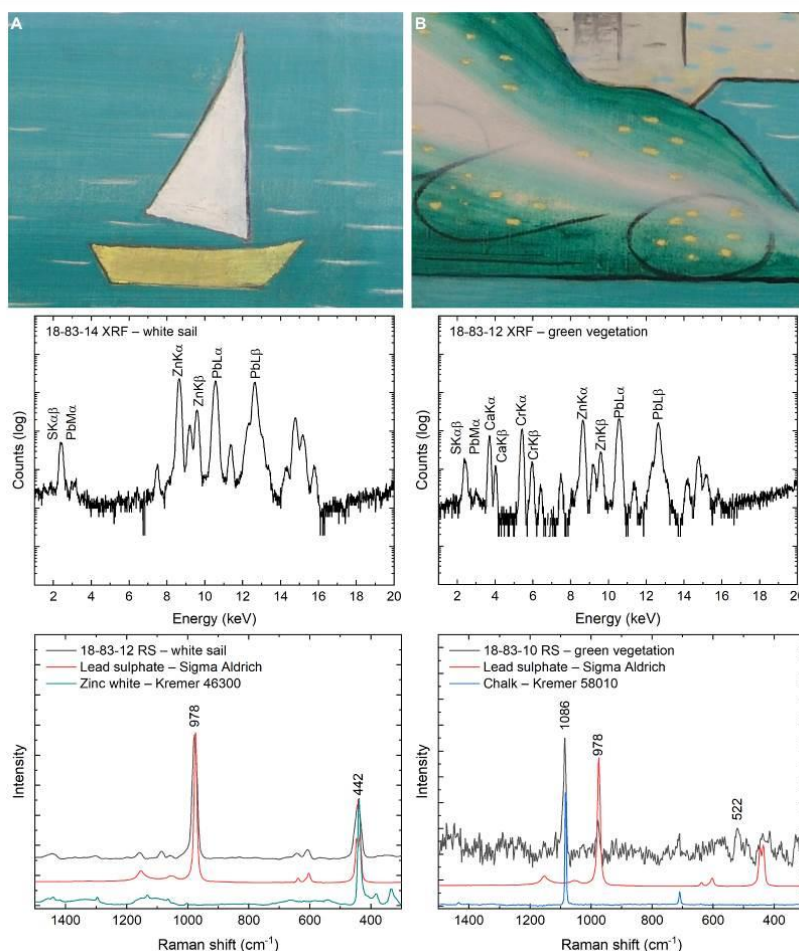 A
B
18-83-14 XRF – white sail
ZnKα
ZnKβ
PbLα
PbLβ
SKαβ
PbMα
Counts (log)
2 4 6 8 10 12 14 16 18 20
Energy (keV)
18-83-12 XRF – green vegetation
SKαβ
PbMα
CaKα
CaKβ
CrKα
CrKβ
ZnKα
ZnKβ
PbLα
PbLβ
Counts (log)
2 4 6 8 10 12 14 16 18 20
Energy (keV)
18-83-12 RS – white sail
Lead sulphate – Sigma Aldrich
Zinc white – Kremer 46300
978
442
Intensity
1400 1200 1000 800 600 400
Raman shift (cm⁻¹)
18-83-10 RS – green vegetation
Lead sulphate – Sigma Aldrich
Chalk – Kremer 58010
1086
978
522
Intensity
1400 1200 1000 800 600 400
Raman shift (cm⁻¹)